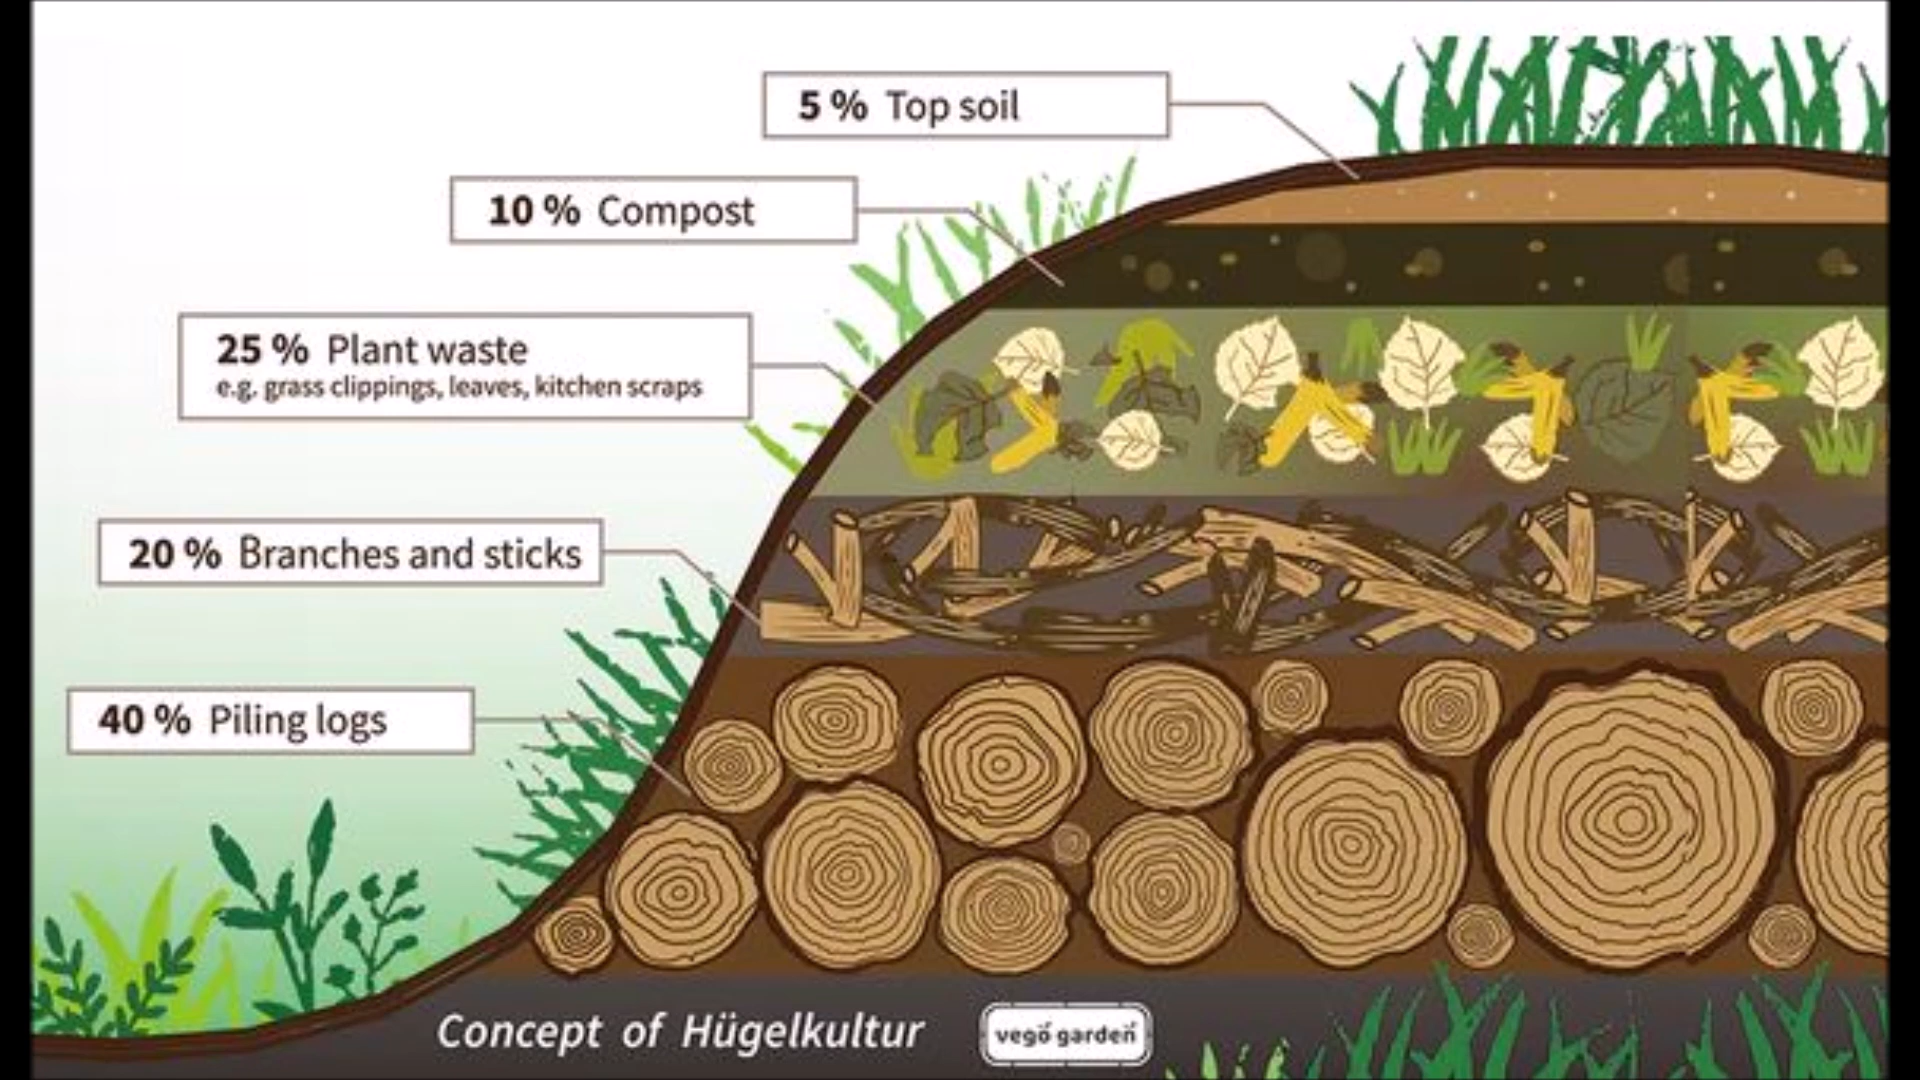 5 % Top soil
10 % Compost
25 % Plant waste
e.g. grass clippings, leaves, kitchen scraps
20 % Branches and sticks
40 % Piling logs
Concept of Hügelkultur
vego garden